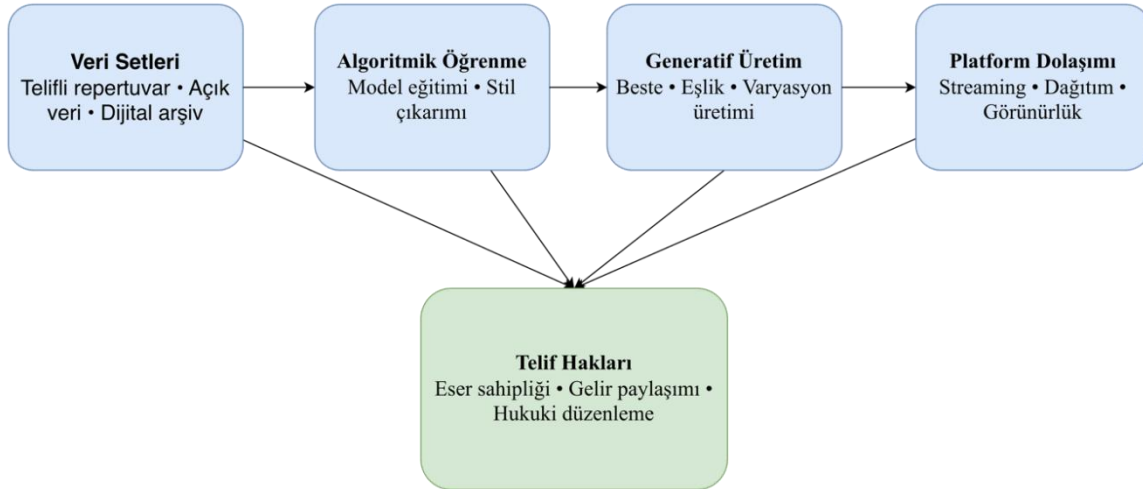 Veri Setleri
Telifli repertuvar • Açık
veri • Dijital arşiv
Algoritmik Öğrenme
Model eğitimi • Stil
çıkarımı
Generatif Üretim
Beste • Eşlik • Varyasyon
üretimi
Platform Dolaşımı
Streaming • Dağıtım •
Görünürlük
Telif Hakları
Eser sahipliği • Gelir paylaşımı •
Hukuki düzenleme